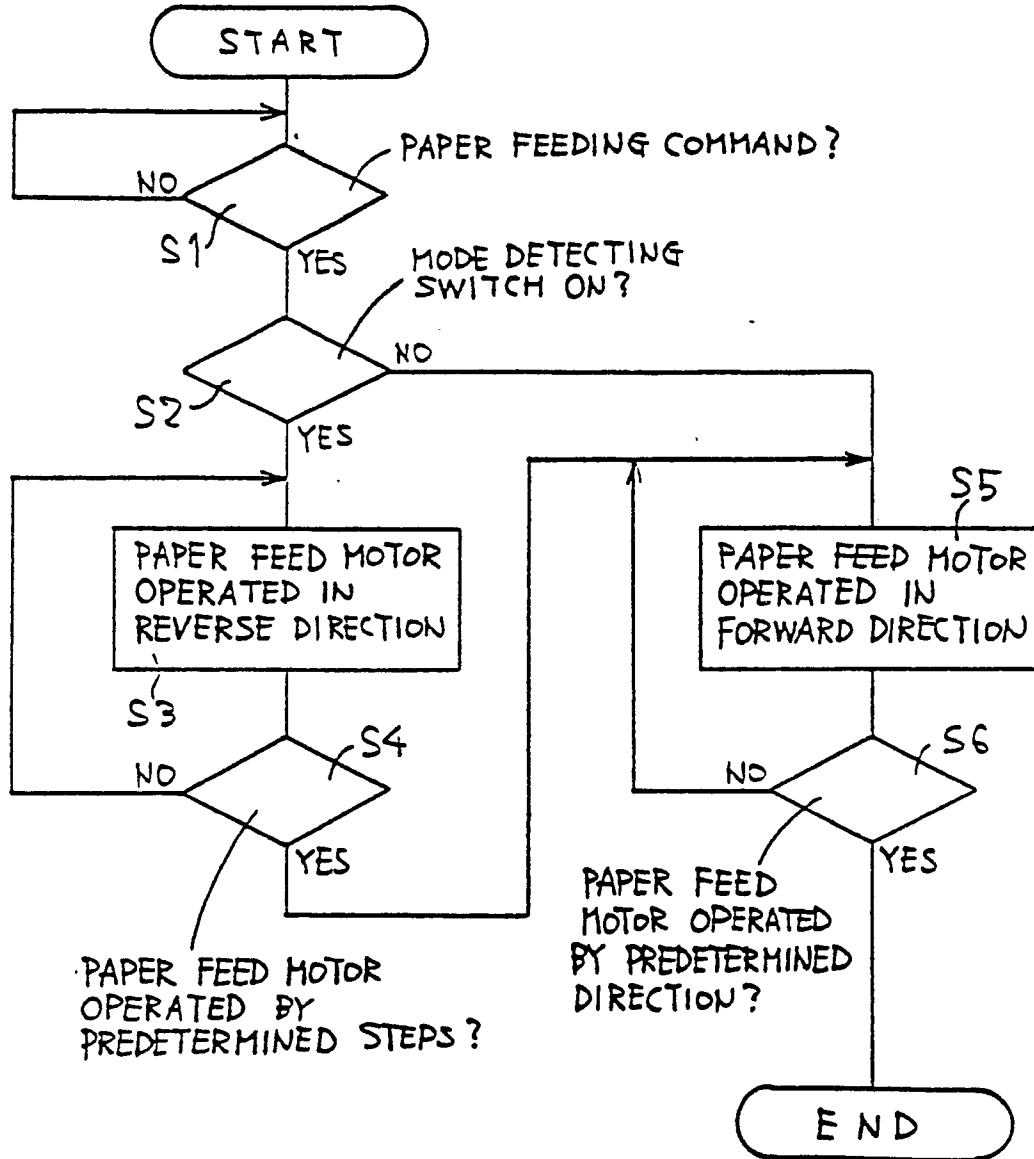 START
PAPER FEEDING COMMAND?
NO
S1
YES
MODE DETECTING
SWITCH ON?
NO
S2
YES
S5
PAPER FEED MOTOR
OPERATED IN
REVERSE DIRECTION
PAPER FEED MOTOR
OPERATED IN
FORWARD DIRECTION
S3
S4
S6
NO
NO
YES
YES
PAPER FEED MOTOR
OPERATED BY
PREDETERMINED STEPS?
PAPER FEED
MOTOR OPERATED
BY PREDETERMINED
DIRECTION?
END